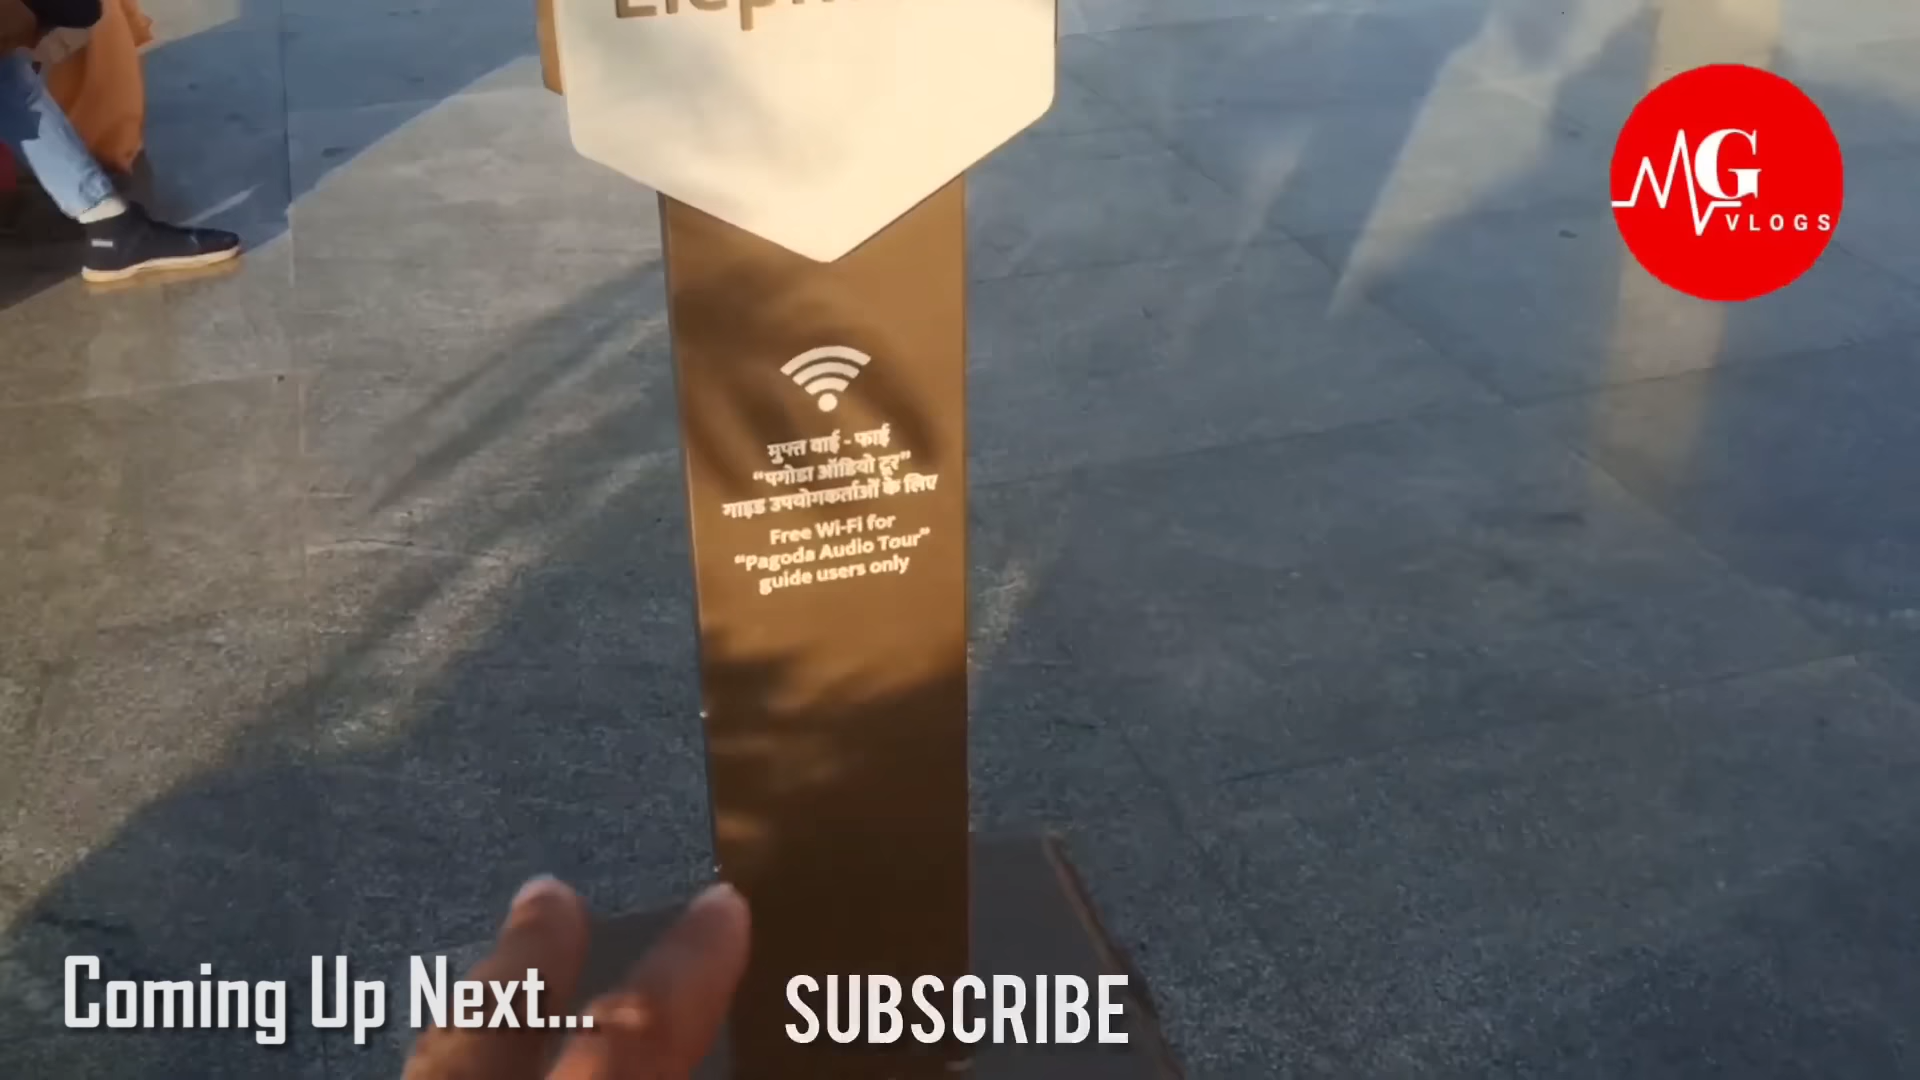 G
VLOGS
मुफ्त वाई - फाई
“पगोडा ऑडियो टूर”
गाइड उपयोगकर्ताओं के लिए
Free Wi-Fi for
“Pagoda Audio Tour”
guide users only
Coming Up Next...
SUBSCRIBE